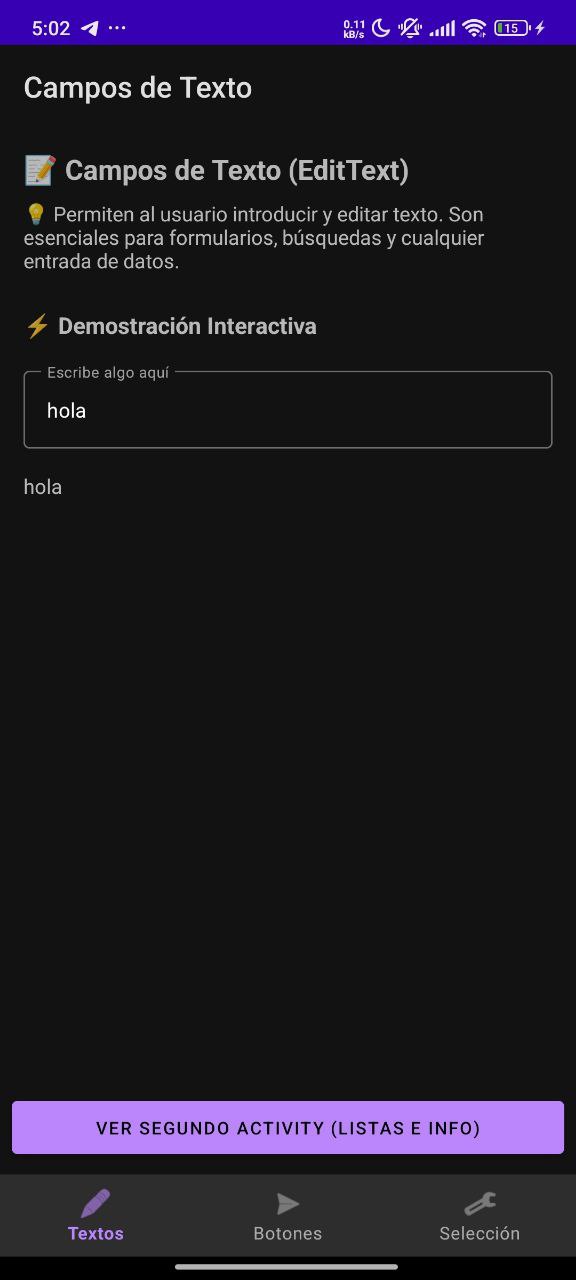 5:02
0.11
kB/s
15
Campos de Texto
📝 Campos de Texto (EditText)
💡 Permiten al usuario introducir y editar texto. Son
esenciales para formularios, búsquedas y cualquier
entrada de datos.
⚡ Demostración Interactiva
Escribe algo aquí
hola
hola
VER SEGUNDO ACTIVITY (LISTAS E INFO)
Textos
Botones
Selección